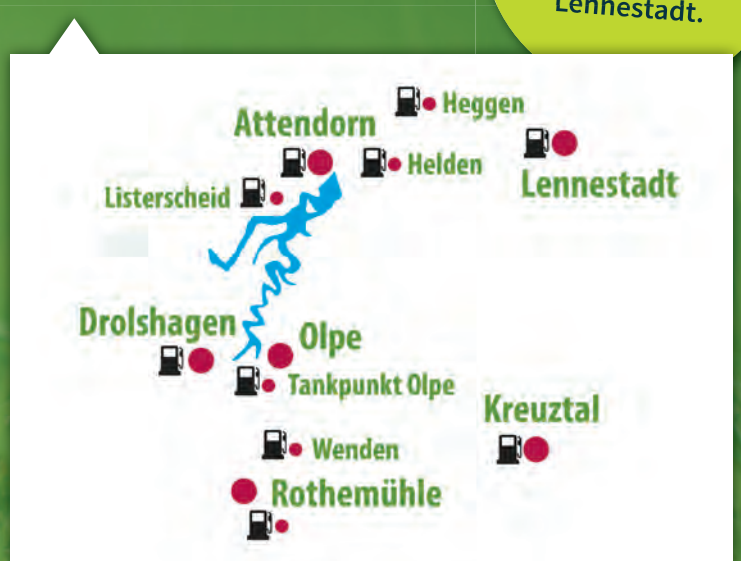 Lennestadt.
Heggen
Attendorn
Helden
Lennestadt
Listerscheid
Drolshagen
Olpe
Tankpunkt Olpe
Kreuztal
Wenden
Rothemühle